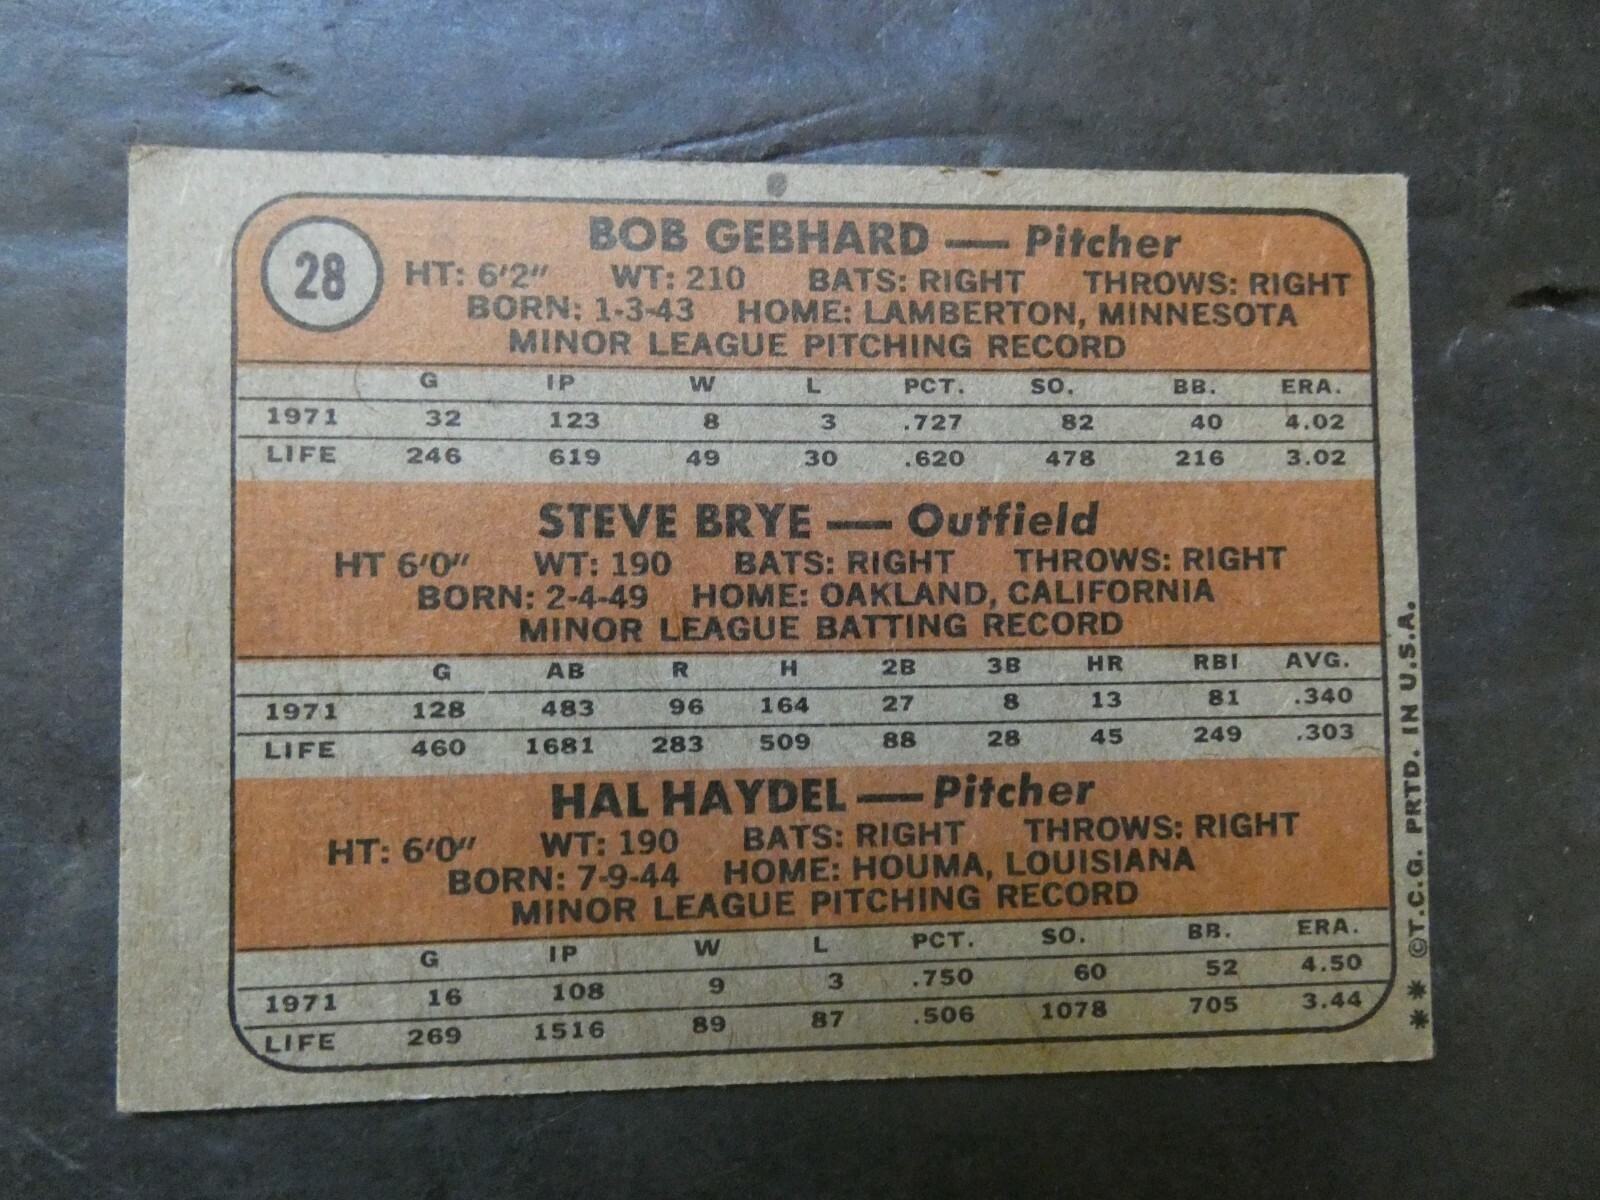 28
BOB GEBHARD — Pitcher
HT: 6'2" WT: 210 BATS: RIGHT THROWS: RIGHT
BORN: 1-3-43 HOME: LAMBERTON, MINNESOTA
MINOR LEAGUE PITCHING RECORD
G IP W L PCT. SO. BB. ERA.
1971 32 123 8 3 .727 82 40 4.02
LIFE 246 619 49 30 .620 478 216 3.02
STEVE BRYE — Outfield
HT 6'0" WT: 190 BATS: RIGHT THROWS: RIGHT
BORN: 2-4-49 HOME: OAKLAND, CALIFORNIA
MINOR LEAGUE BATTING RECORD
G AB R H 2B 3B HR RBI AVG.
1971 128 483 96 164 27 8 13 81 .340
LIFE 460 1681 283 509 88 28 45 249 .303
HAL HAYDEL — Pitcher
HT: 6'0" WT: 190 BATS: RIGHT THROWS: RIGHT
BORN: 7-9-44 HOME: HOUMA, LOUISIANA
MINOR LEAGUE PITCHING RECORD
G IP W L PCT. SO. BB. ERA.
1971 16 108 9 3 .750 60 52 4.50
LIFE 269 1516 89 87 .506 1078 705 3.44
** ©T.C.G. PRTD. IN U.S.A.